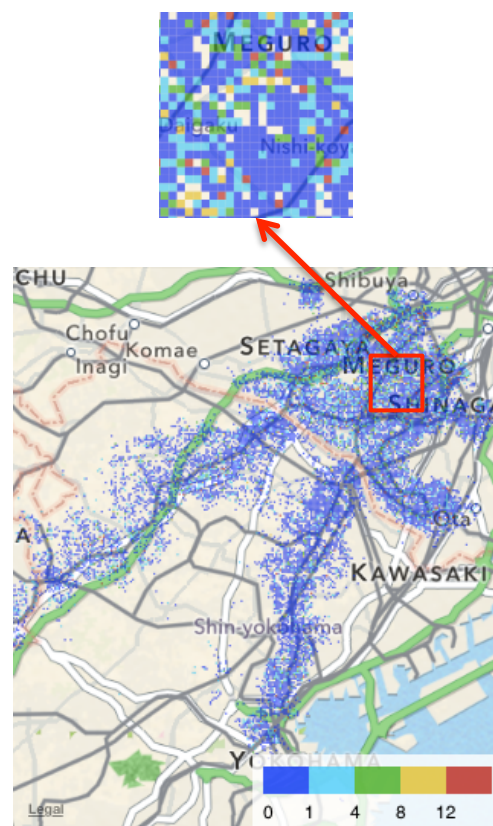 MEGURO
Daigaku
Nishi-koy
CHU
Shibuya
Chofu
Komae
Inagi
SETAGAYA
MEGURO
SHINAGA
A
Ota
KAWASAKI
Shin-yokohama
YOKOHAMA
Legal
0 1 4 8 12